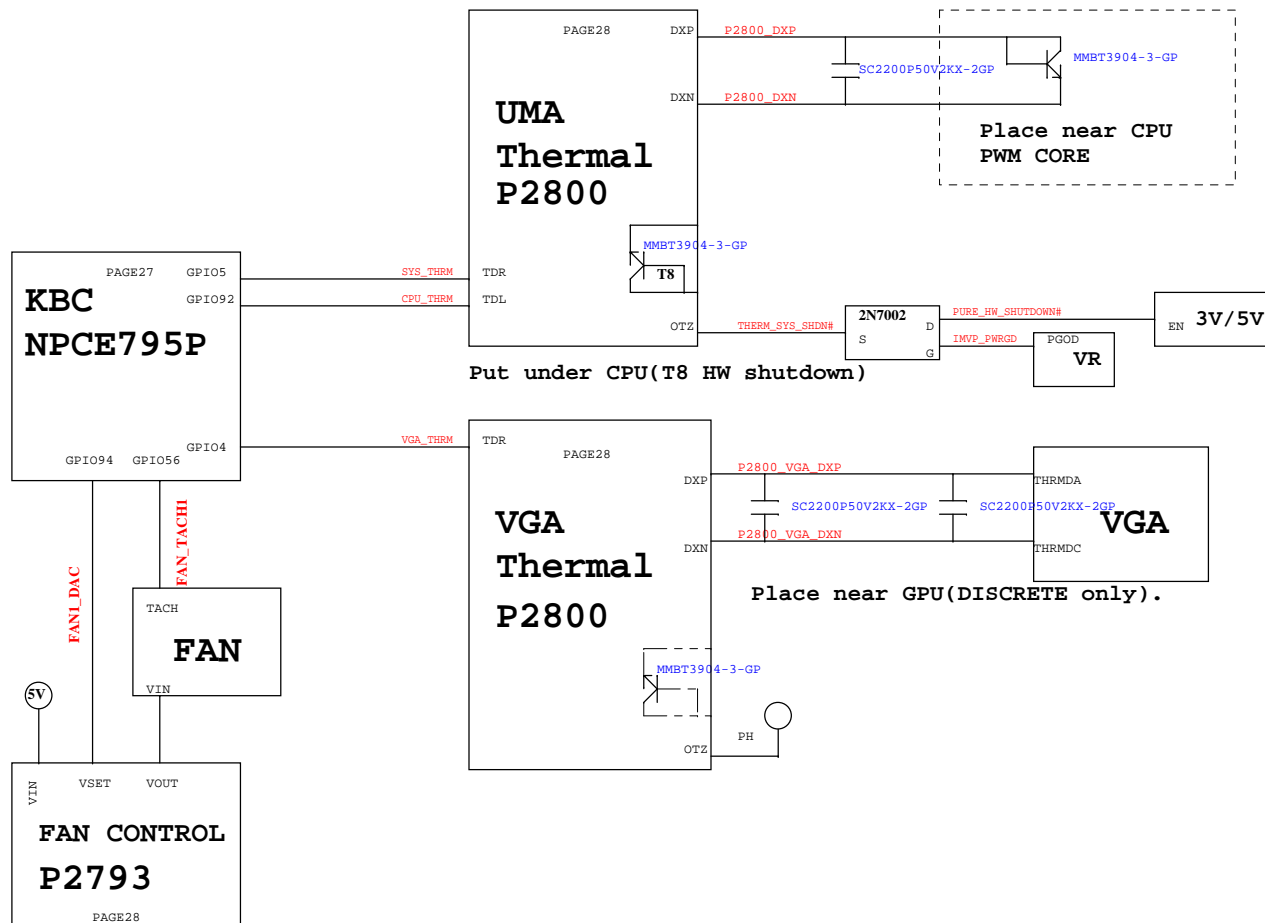 PAGE28
DXP
P2800_DXP
SC2200P50V2KX-2GP
MMBT3904-3-GP
DXN
P2800_DXN
UMA
Thermal
P2800
Place near CPU
PWM CORE
MMBT3904-3-GP
T8
PAGE27
GPIO5
SYS_THRM
TDR
GPIO92
CPU_THRM
TDL
KBC
NPCE795P
OTZ
THERM_SYS_SHDN#
2N7002
S
D
G
PURE_HW_SHUTDOWN#
IMVP_PWRGD
EN
3V/5V
PGOD
VR
Put under CPU(T8 HW shutdown)
GPIO4
VGA_THRM
TDR
PAGE28
GPIO94
GPIO56
DXP
P2800_VGA_DXP
THRMDA
SC2200P50V2KX-2GP
SC2200P50V2KX-2GP
VGA
DXN
P2800_VGA_DXN
THRMDC
VGA
Thermal
P2800
Place near GPU(DISCRETE only).
FAN1_DAC
FAN_TACH1
TACH
FAN
VIN
MMBT3904-3-GP
5V
OTZ
PH
VIN
VSET
VOUT
FAN CONTROL
P2793
PAGE28